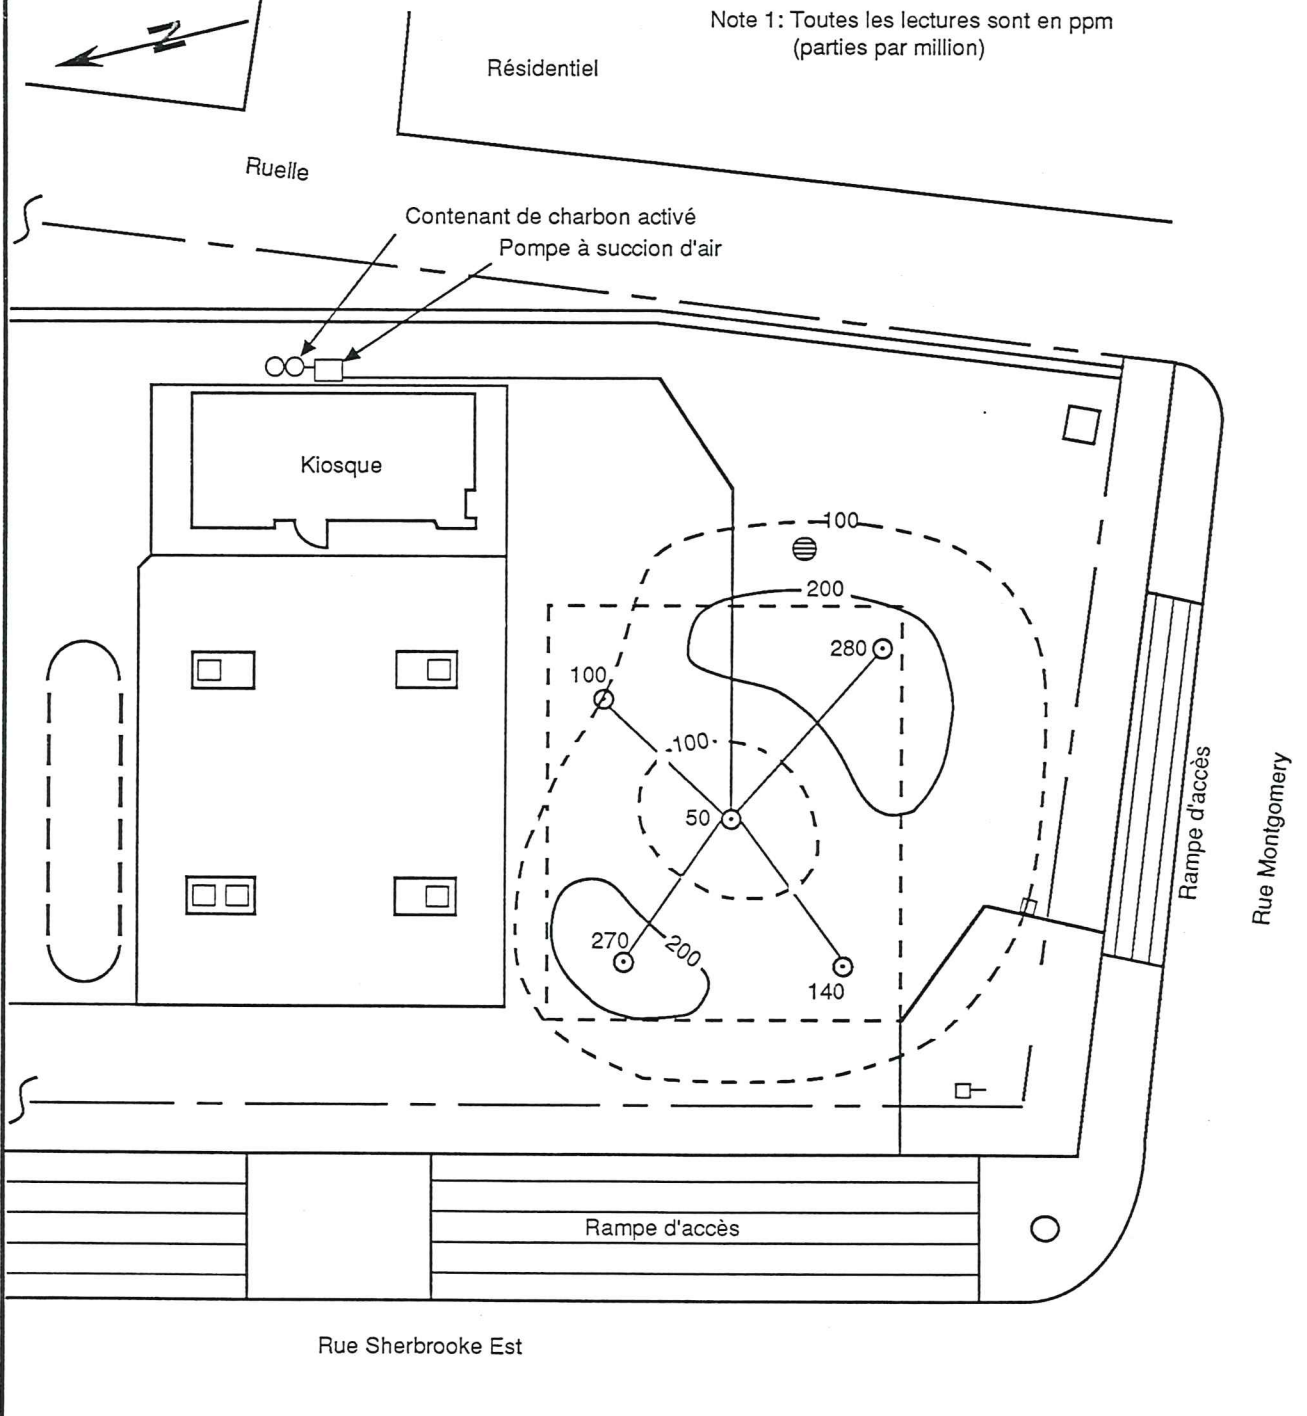 Note 1: Toutes les lectures sont en ppm
(parties par million)
N
Résidentiel
Ruelle
Contenant de charbon activé
Pompe à succion d'air
Kiosque
100
200
280
100
100
50
270
200
140
Rampe d'accès
Rue Montgomery
Rampe d'accès
Rue Sherbrooke Est